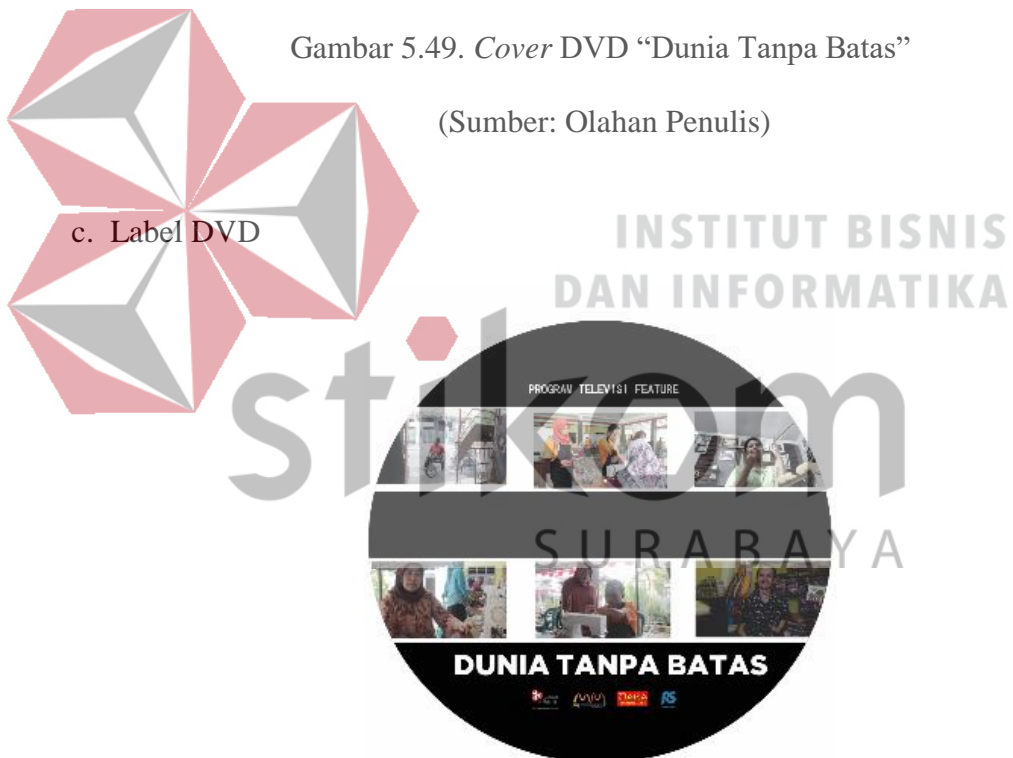 Gambar 5.49. Cover DVD “Dunia Tanpa Batas”
(Sumber: Olahan Penulis)
c. Label DVD
INSTITUT BISNIS
DAN INFORMATIKA
stikom
SURABAYA
PROGRAM TELEVISI FEATURE
DUNIA TANPA BATAS